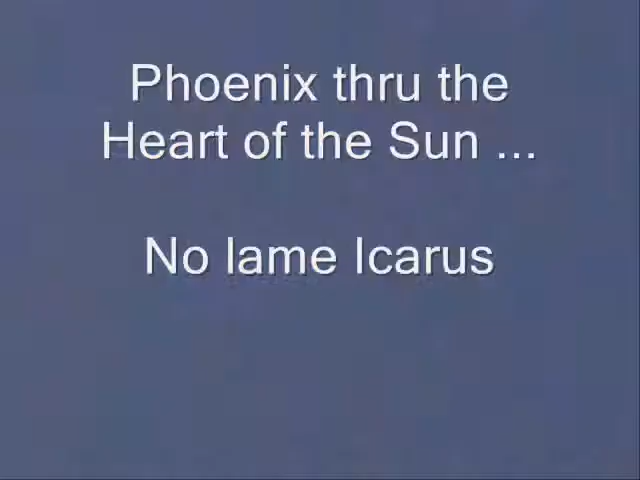 Phoenix thru the
Heart of the Sun ...
No lame Icarus